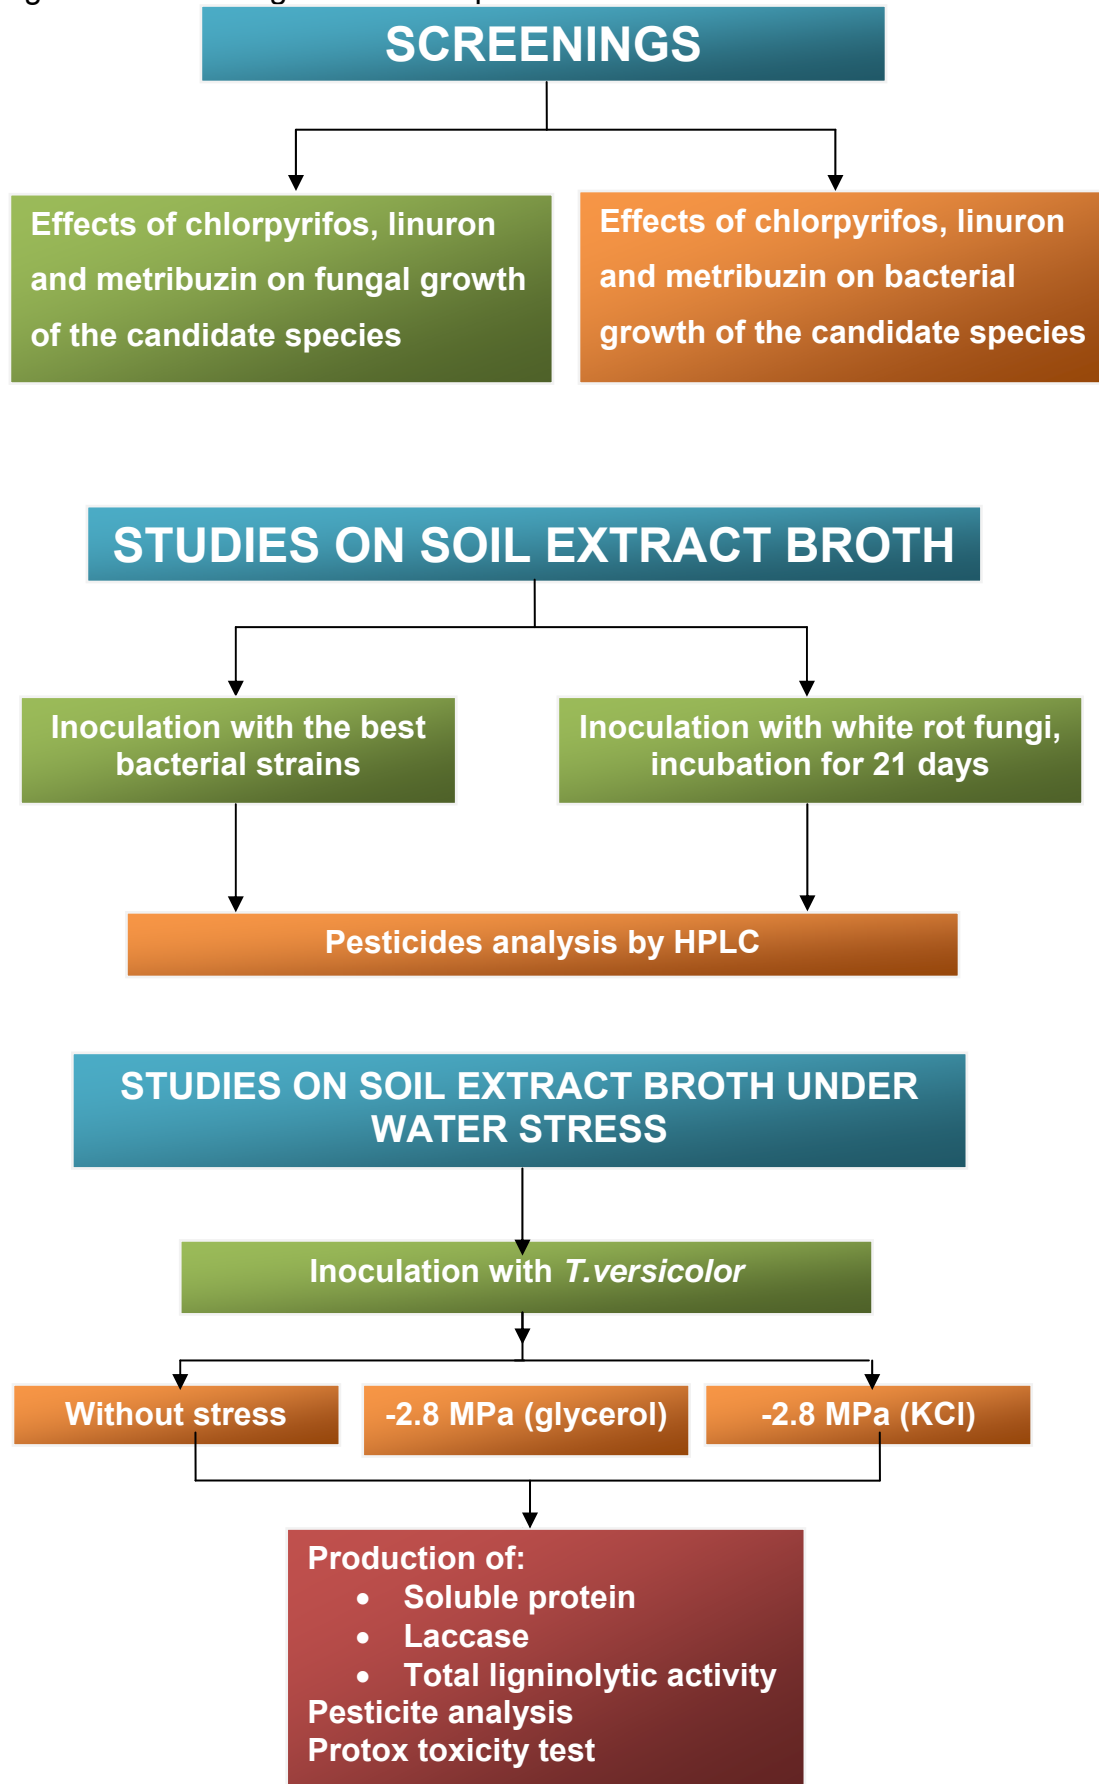 SCREENINGS
Effects of chlorpyrifos, linuron
and metribuzin on fungal growth
of the candidate species
Effects of chlorpyrifos, linuron
and metribuzin on bacterial
growth of the candidate species
STUDIES ON SOIL EXTRACT BROTH
Inoculation with the best
bacterial strains
Inoculation with white rot fungi,
incubation for 21 days
Pesticides analysis by HPLC
STUDIES ON SOIL EXTRACT BROTH UNDER
WATER STRESS
Inoculation with T.versicolor
Without stress
-2.8 MPa (glycerol)
-2.8 MPa (KCl)
Production of:
• Soluble protein
• Laccase
• Total ligninolytic activity
Pesticite analysis
Protox toxicity test